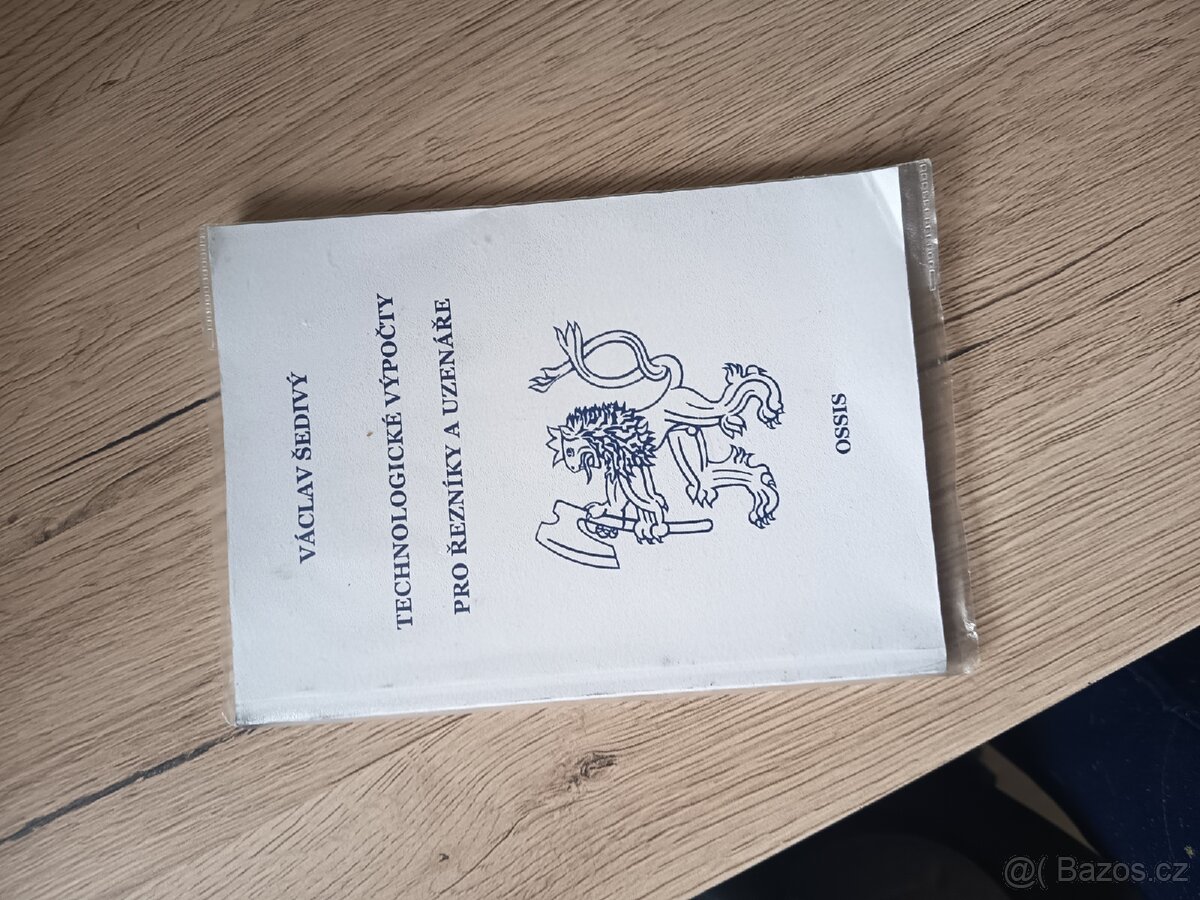 VÁCLAV ŠEDIVÝ
TECHNOLOGICKÉ VÝPOČTY
PRO ŘEZNÍKY A UZENÁŘE
OSSIS
@( Bazos.cz